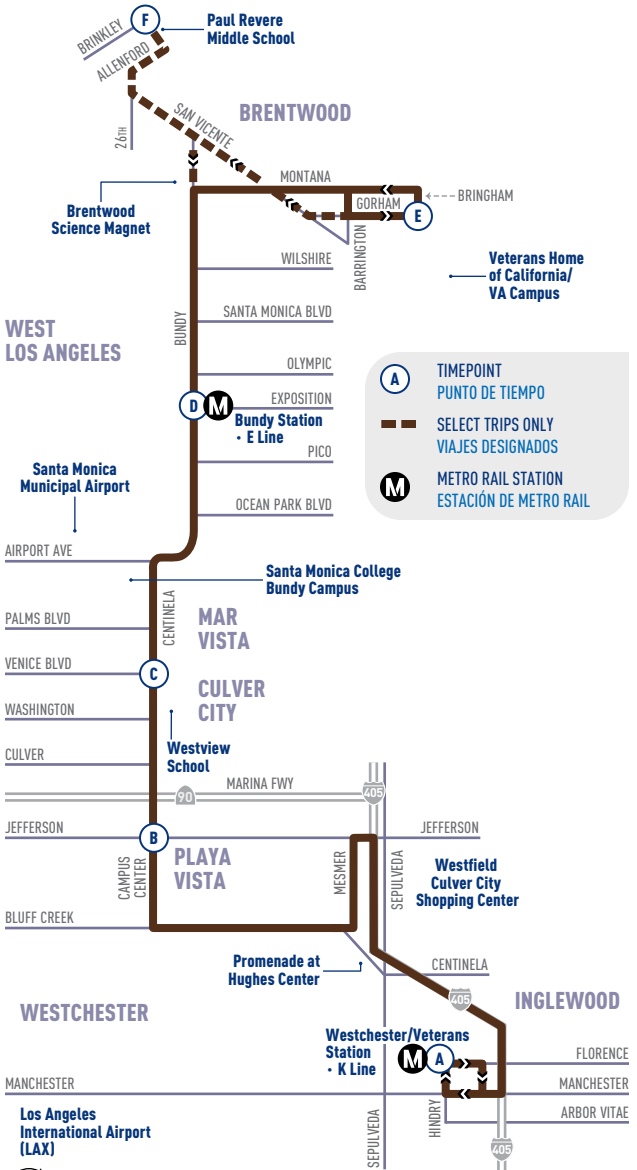 F
Paul Revere
Middle School
BRINKLEY
ALLENFORD
SAN VICENTE
26TH
BRENTWOOD
MONTANA
BRINGHAM
GORHAM
E
Brentwood
Science Magnet
BARRINGTON
WILSHIRE
Veterans Home
of California/
VA Campus
SANTA MONICA BLVD
BUNDY
WEST
LOS ANGELES
OLYMPIC
A
TIMEPOINT
PUNTO DE TIEMPO
EXPOSITION
D
M
Bundy Station
• E Line
SELECT TRIPS ONLY
VIAJES DESIGNADOS
PICO
M
METRO RAIL STATION
ESTACIÓN DE METRO RAIL
Santa Monica
Municipal Airport
OCEAN PARK BLVD
AIRPORT AVE
Santa Monica College
Bundy Campus
CENTINELA
PALMS BLVD
MAR
VISTA
VENICE BLVD
C
CULVER
CITY
WASHINGTON
Westview
School
CULVER
MARINA FWY
90
405
JEFFERSON
B
JEFFERSON
PLAYA
VISTA
CAMPUS
CENTER
MESMER
SEPULVEDA
Westfield
Culver City
Shopping Center
BLUFF CREEK
Promenade at
Hughes Center
CENTINELA
405
INGLEWOOD
WESTCHESTER
Westchester/Veterans
Station
• K Line
M
A
FLORENCE
MANCHESTER
MANCHESTER
HINDRY
ARBOR VITAE
Los Angeles
International Airport
(LAX)
SEPULVEDA
405